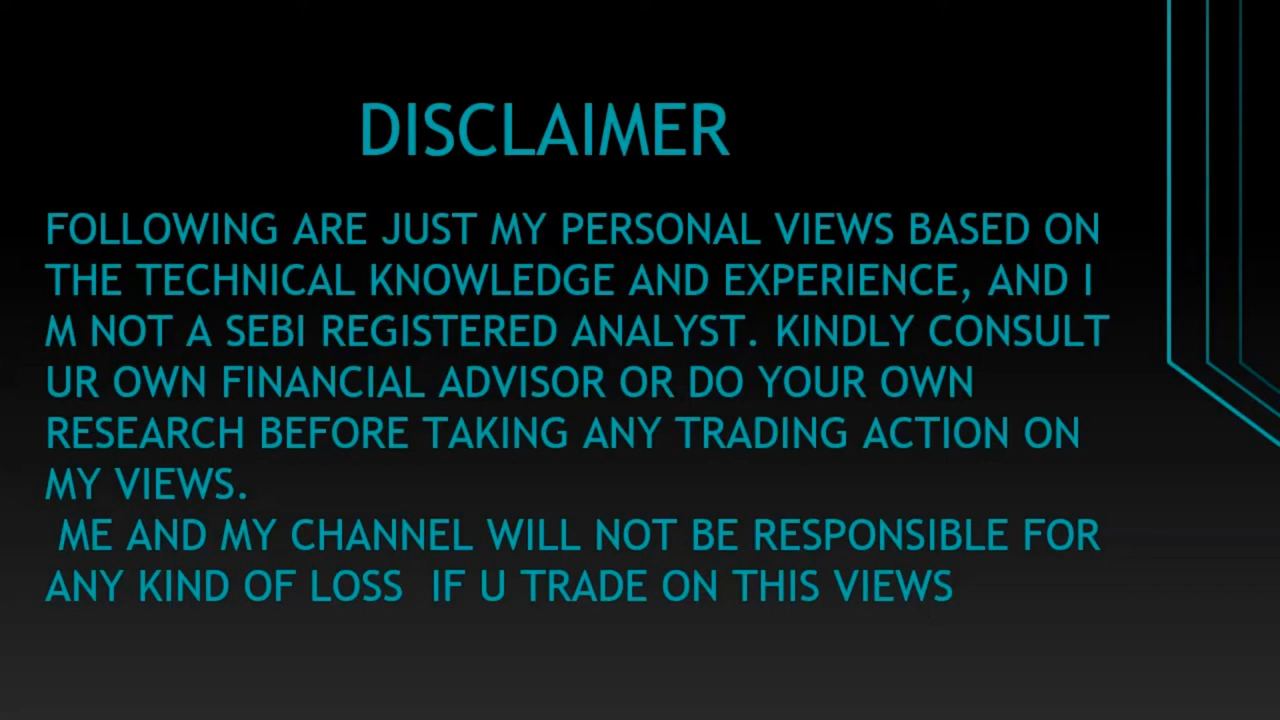 DISCLAIMER
FOLLOWING ARE JUST MY PERSONAL VIEWS BASED ON
THE TECHNICAL KNOWLEDGE AND EXPERIENCE, AND I
M NOT A SEBI REGISTERED ANALYST. KINDLY CONSULT
UR OWN FINANCIAL ADVISOR OR DO YOUR OWN
RESEARCH BEFORE TAKING ANY TRADING ACTION ON
MY VIEWS.
ME AND MY CHANNEL WILL NOT BE RESPONSIBLE FOR
ANY KIND OF LOSS  IF U TRADE ON THIS VIEWS